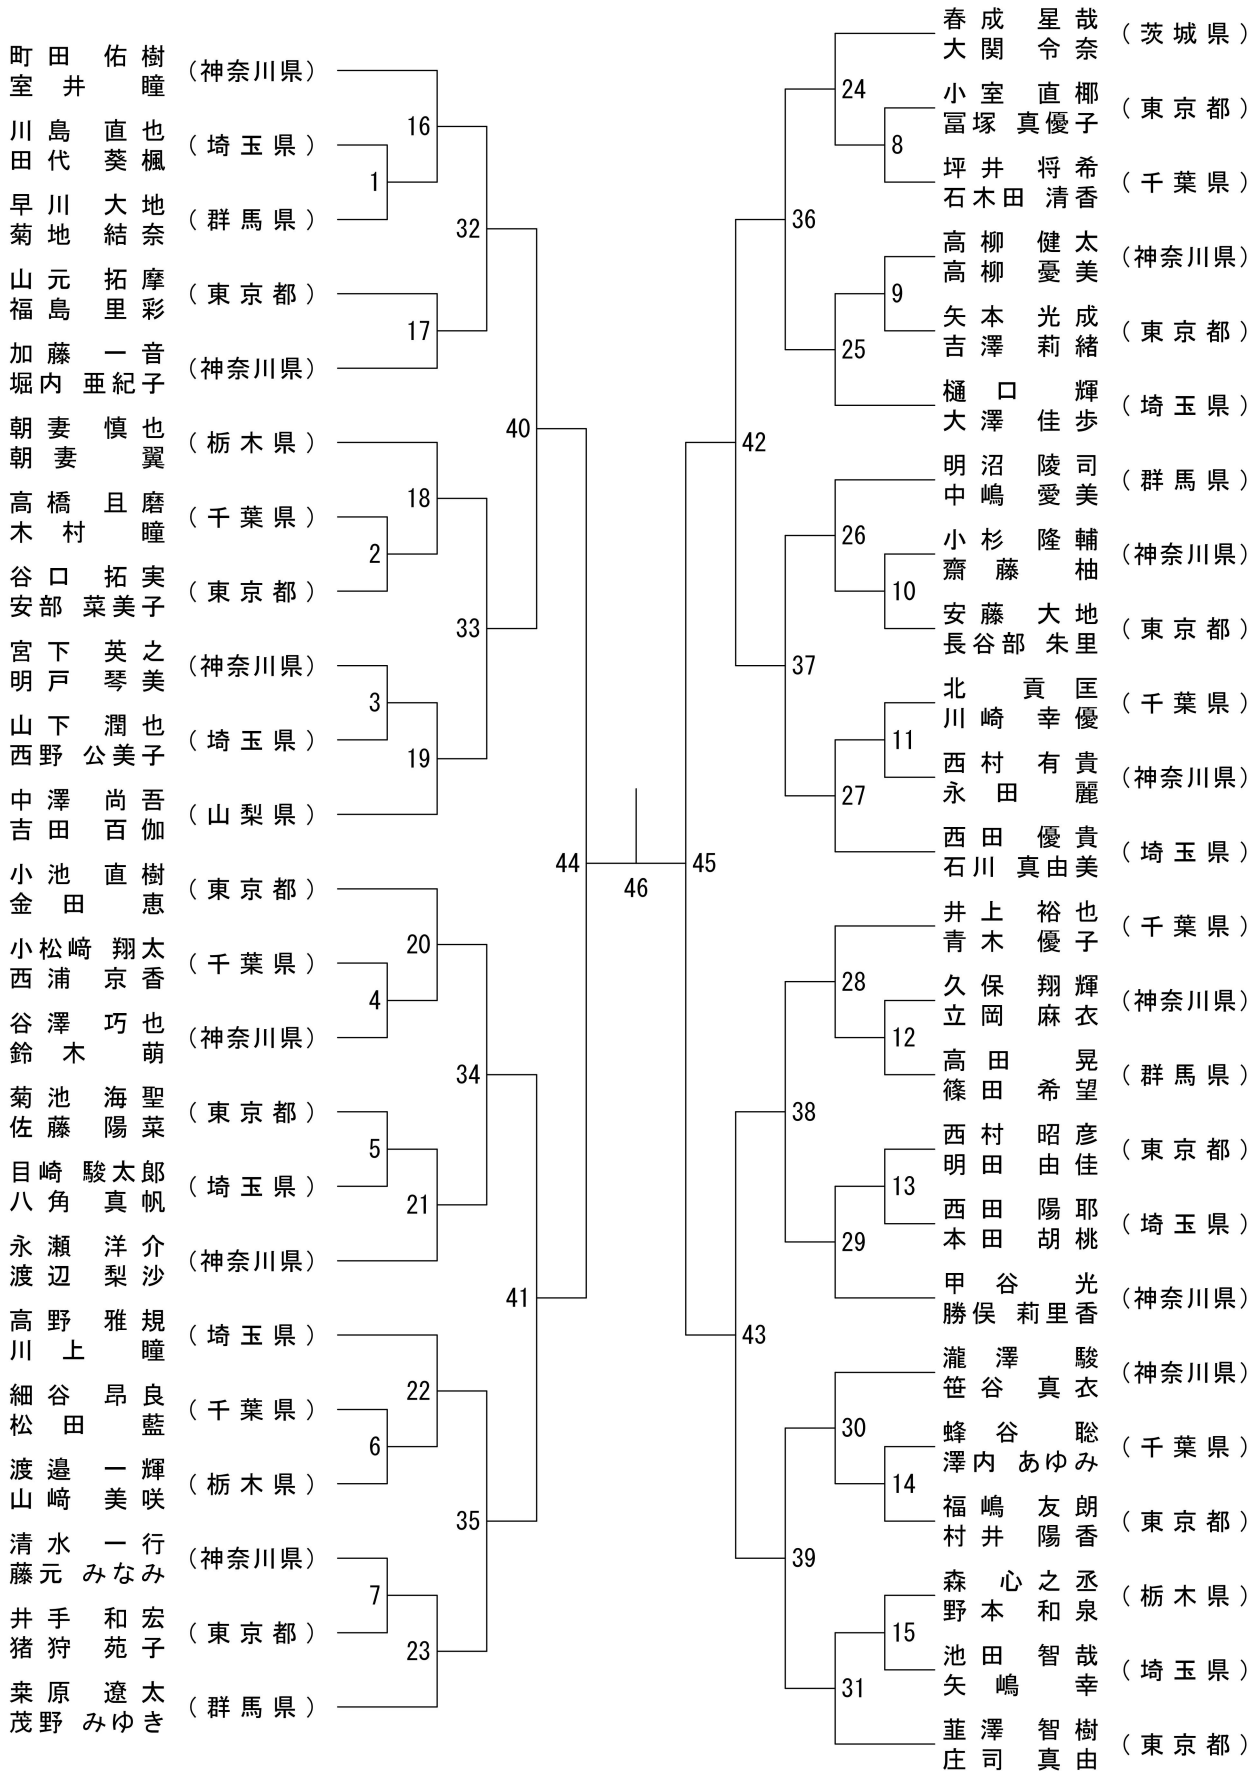 町田 佑樹
室井 瞳
(神奈川県)
川島 直也
田代 葵楓
(埼玉県)
早川 大地
菊地 結奈
(群馬県)
山元 拓摩
福島 里彩
(東京都)
加藤 一音
堀内 亜紀子
(神奈川県)
朝妻 慎也
朝妻 翼
(栃木県)
高橋 且磨
木村 瞳
(千葉県)
谷口 拓実
安部 菜美子
(東京都)
宮下 英之
明戸 琴美
(神奈川県)
山下 潤也
西野 公美子
(埼玉県)
中澤 尚吾
吉田 百伽
(山梨県)
小池 直樹
金田 恵
(東京都)
小松﨑 翔太
西浦 京香
(千葉県)
谷澤 巧也
鈴木 萌
(神奈川県)
菊池 海聖
佐藤 陽菜
(東京都)
目崎 駿太郎
八角 真帆
(埼玉県)
永瀬 洋介
渡辺 梨沙
(神奈川県)
高野 雅規
川上 瞳
(埼玉県)
細谷 昂良
松田 藍
(千葉県)
渡邉 一輝
山﨑 美咲
(栃木県)
清水 一行
藤元 みなみ
(神奈川県)
井手 和宏
猪狩 苑子
(東京都)
桒原 遼太
茂野 みゆき
(群馬県)
1
2
3
4
5
6
7
16
17
18
19
20
21
22
23
32
33
34
35
40
41
44
46
45
42
43
36
37
38
39
24
25
26
27
28
29
30
31
8
9
10
11
12
13
14
15
春成 星哉
大関 令奈
(茨城県)
小室 直椰
冨塚 真優子
(東京都)
坪井 将希
石木田 清香
(千葉県)
高柳 健太
高柳 憂美
(神奈川県)
矢本 光成
吉澤 莉緒
(東京都)
樋口 輝
大澤 佳歩
(埼玉県)
明沼 陵司
中嶋 愛美
(群馬県)
小杉 隆輔
齋藤 柚
(神奈川県)
安藤 大地
長谷部 朱里
(東京都)
北 貢匡
川崎 幸優
(千葉県)
西村 有貴
永田 麗
(神奈川県)
西田 優貴
石川 真由美
(埼玉県)
井上 裕也
青木 優子
(千葉県)
久保 翔輝
立岡 麻衣
(神奈川県)
高田 晃
篠田 希望
(群馬県)
西村 昭彦
明田 由佳
(東京都)
西田 陽耶
本田 胡桃
(埼玉県)
甲谷 光
勝俣 莉里香
(神奈川県)
瀧澤 駿
笹谷 真衣
(神奈川県)
蜂谷 聡
澤内 あゆみ
(千葉県)
福嶋 友朗
村井 陽香
(東京都)
森 心之丞
野本 和泉
(栃木県)
池田 智哉
矢嶋 幸
(埼玉県)
韮澤 智樹
庄司 真由
(東京都)